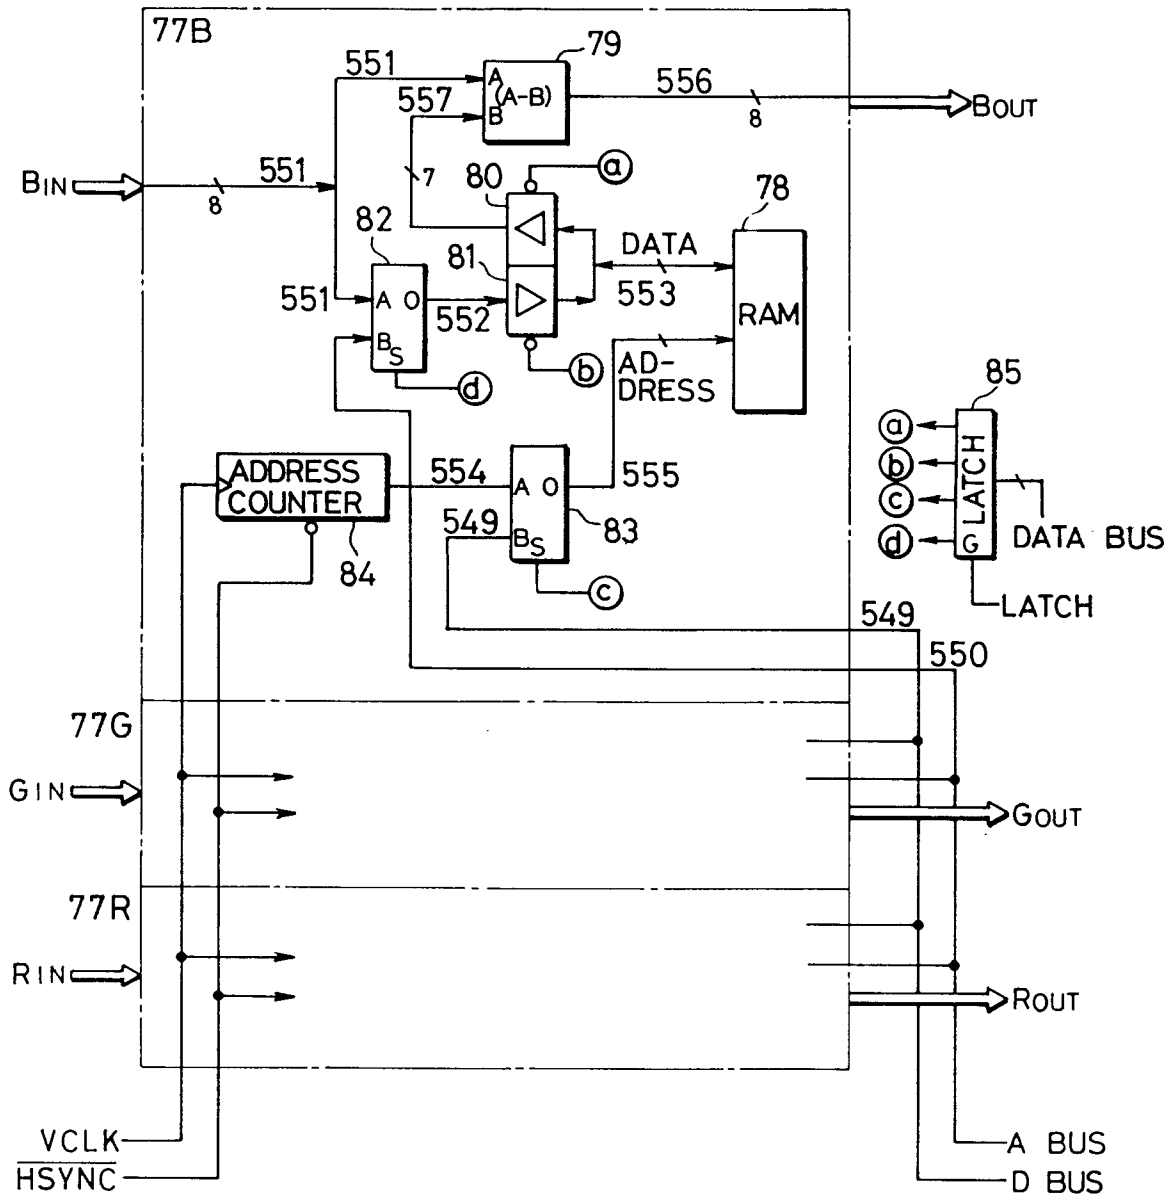 77B
79
551
A
(A-B)
B
556
8
BOUT
557
BIN
8
551
7
80
a
78
82
81
DATA
553
RAM
551
A O
BS
552
b
AD-
DRESS
d
85
a
b
c
d
LATCH
G
DATA BUS
LATCH
ADDRESS
COUNTER
84
554
A O
BS
555
549
83
c
549
550
77G
GIN
GOUT
77R
RIN
ROUT
VCLK
HSYNC
A BUS
D BUS